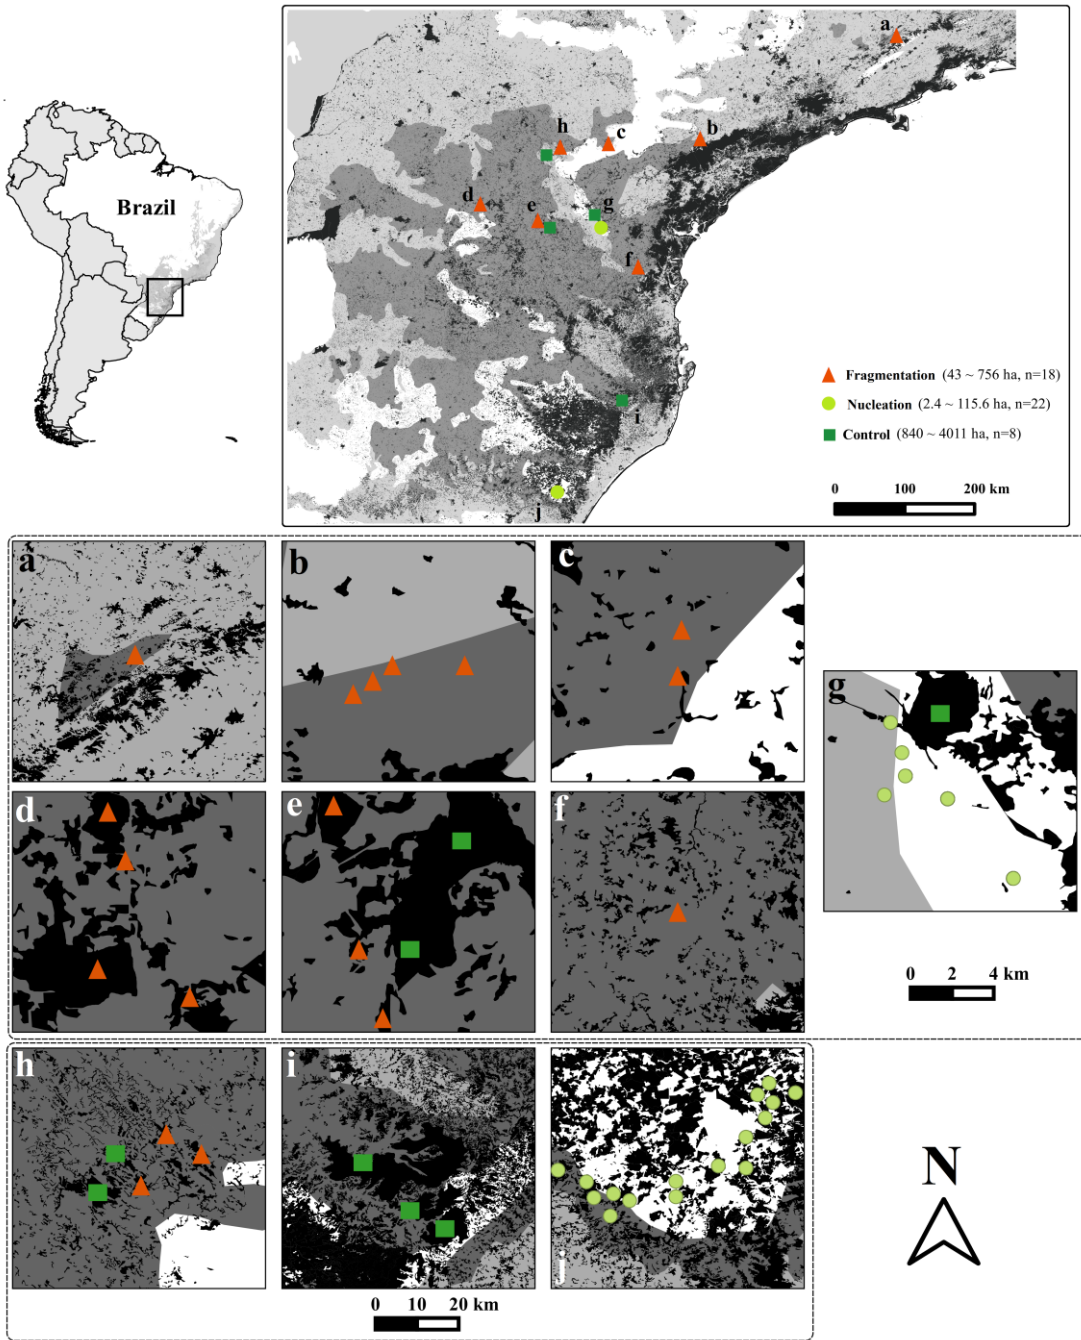 Brazil
a
b
c
h
d
e
g
f
i
j
Fragmentation (43 ~ 756 ha, n=18)
Nucleation (2.4 ~ 115.6 ha, n=22)
Control (840 ~ 4011 ha, n=8)
0 100 200 km
a
b
c
g
d
e
f
0 2 4 km
h
i
j
N
0 10 20 km